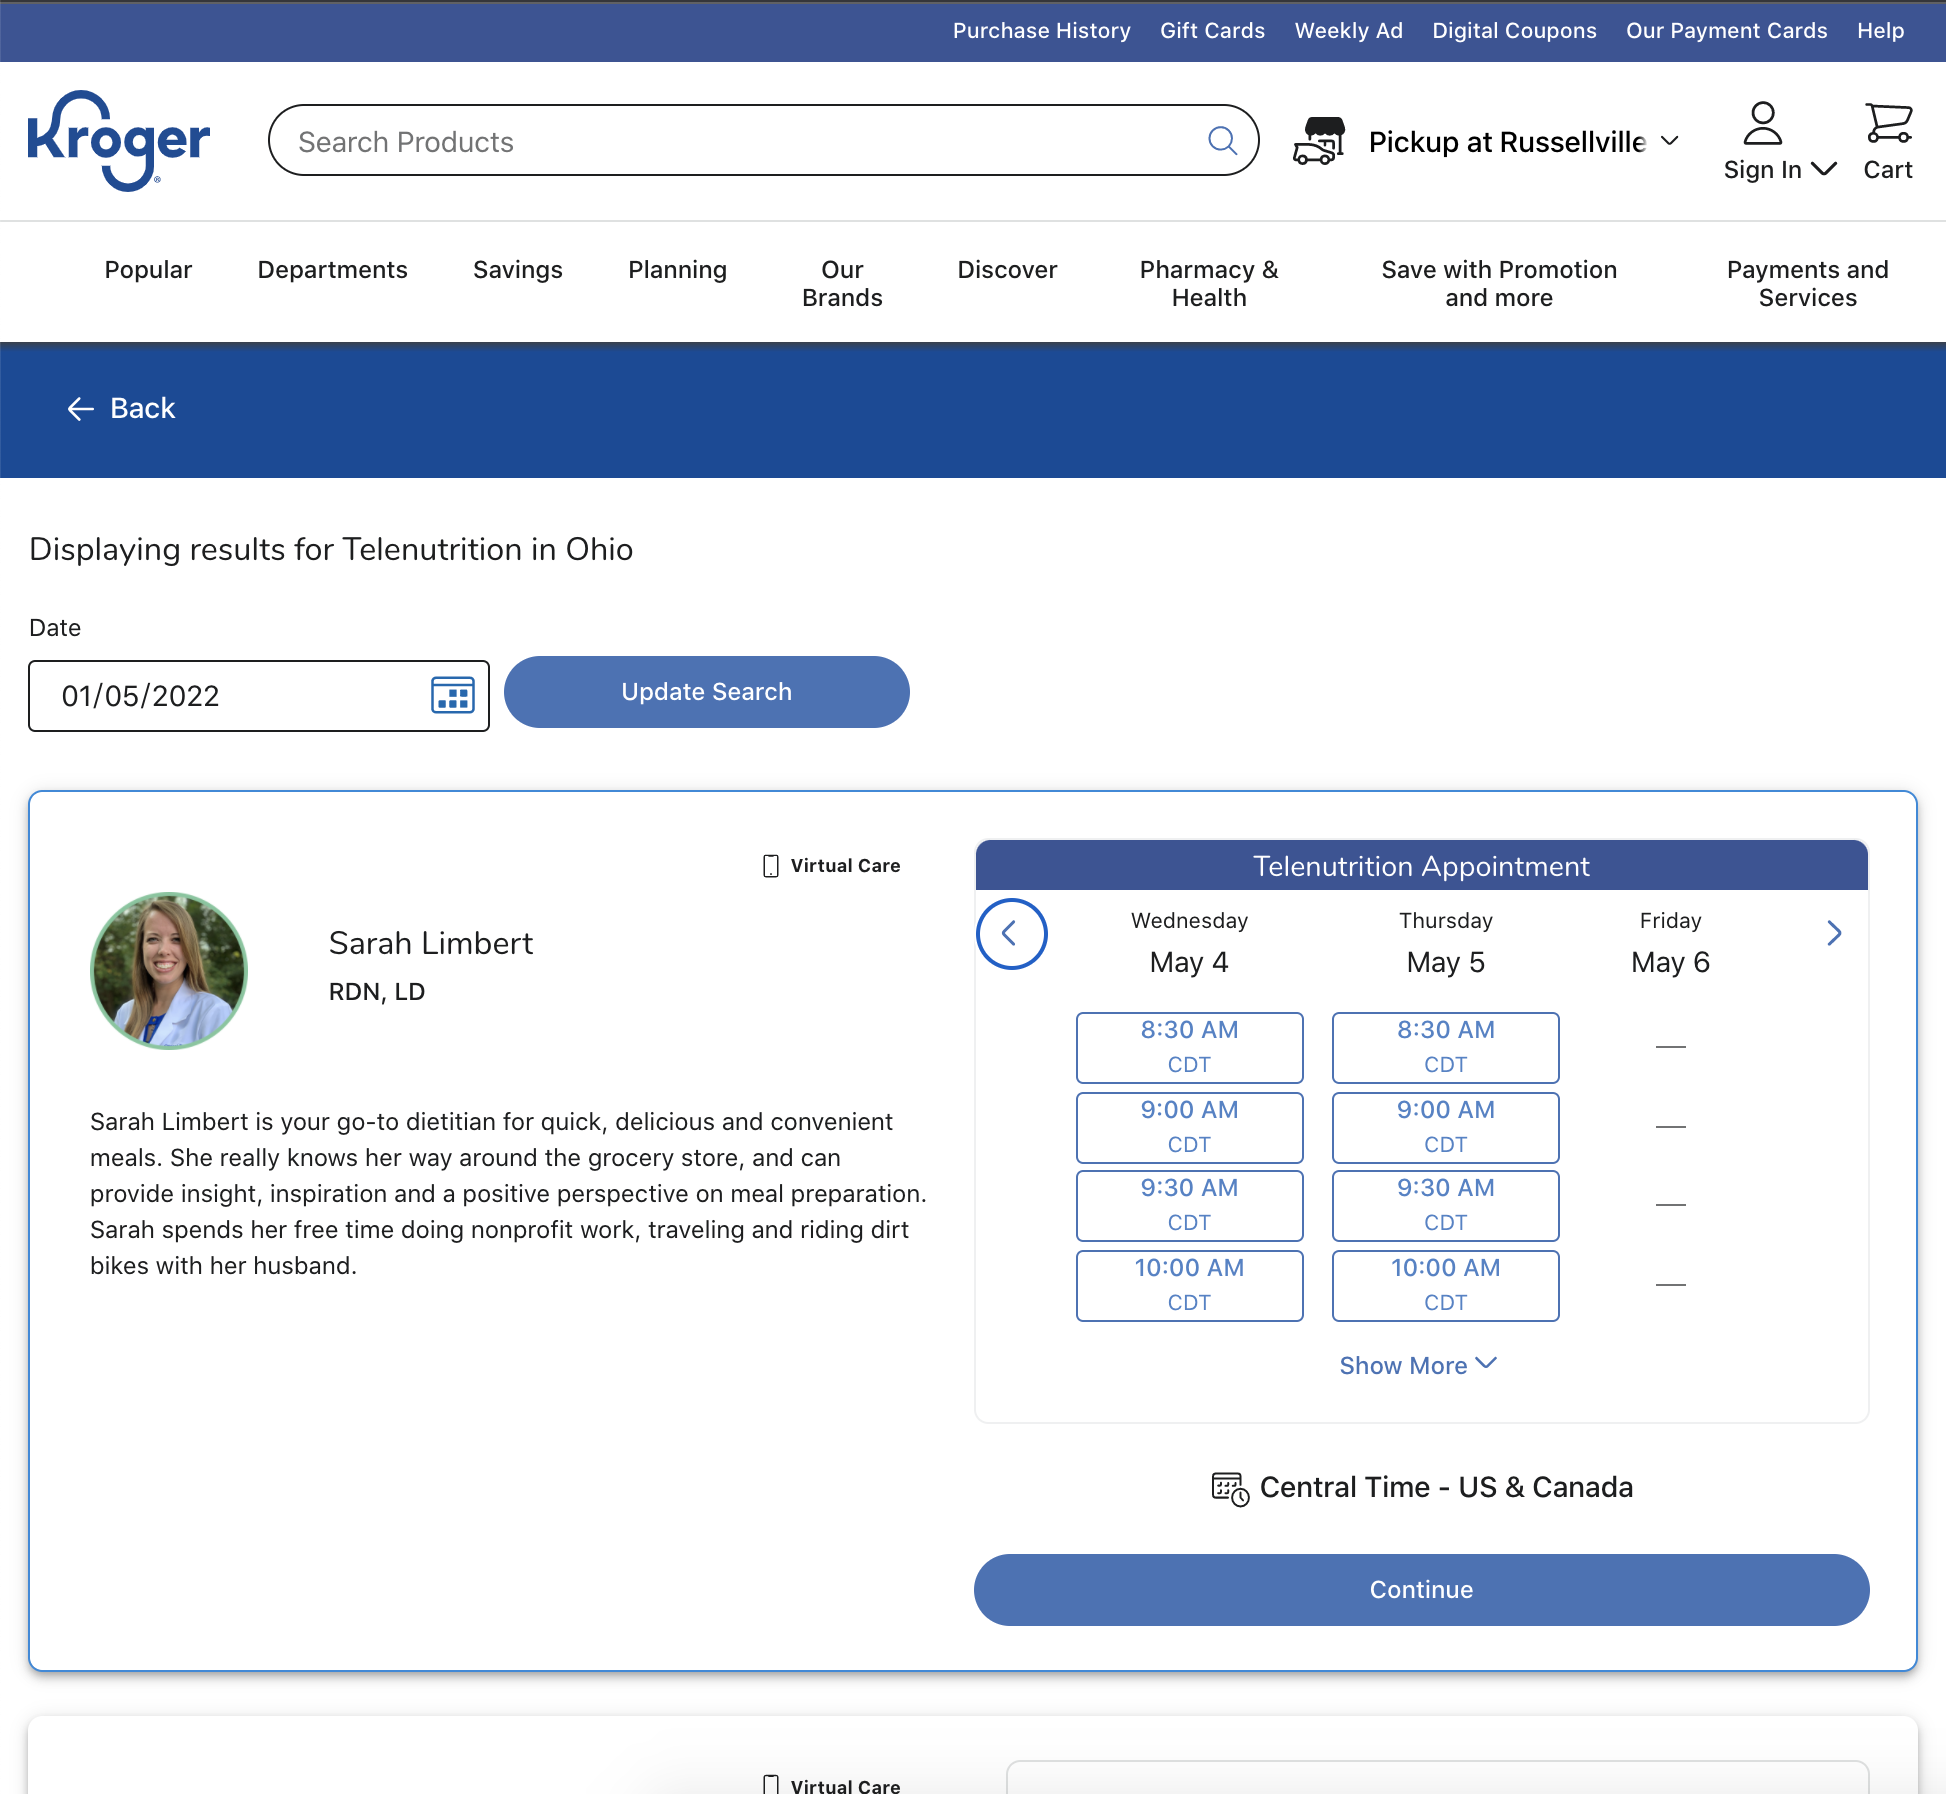 Purchase History Gift Cards Weekly Ad Digital Coupons Our Payment Cards Help
Kroger
Search Products
Pickup at Russellville
Sign In
Cart
Popular
Departments
Savings
Planning
Our
Brands
Discover
Pharmacy &
Health
Save with Promotion
and more
Payments and
Services
Back
Displaying results for Telenutrition in Ohio
Date
01/05/2022
Update Search
Virtual Care
Sarah Limbert
RDN, LD
Sarah Limbert is your go-to dietitian for quick, delicious and convenient
meals. She really knows her way around the grocery store, and can
provide insight, inspiration and a positive perspective on meal preparation.
Sarah spends her free time doing nonprofit work, traveling and riding dirt
bikes with her husband.
Telenutrition Appointment
Wednesday
May 4
Thursday
May 5
Friday
May 6
8:30 AM
CDT
8:30 AM
CDT
—
9:00 AM
CDT
9:00 AM
CDT
—
9:30 AM
CDT
9:30 AM
CDT
—
10:00 AM
CDT
10:00 AM
CDT
—
Show More
Central Time - US & Canada
Continue
Virtual Care